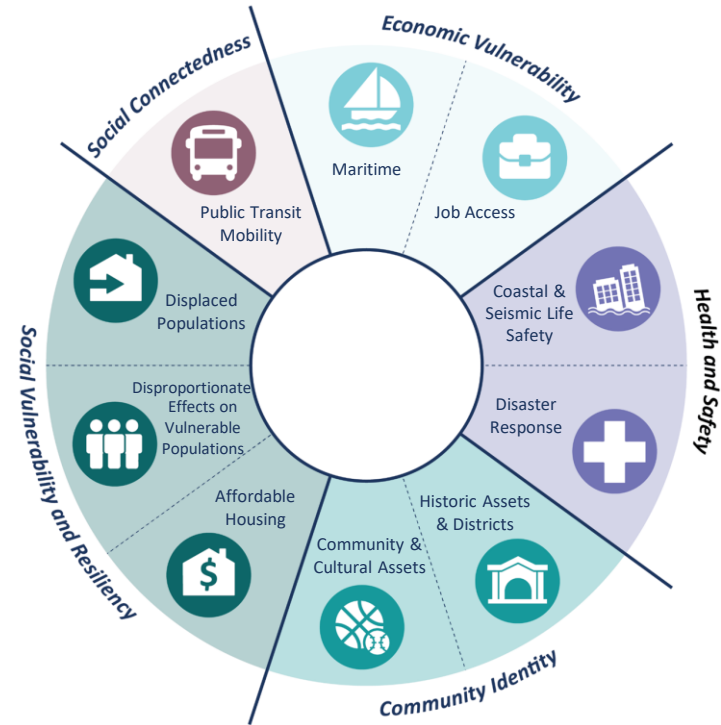 Economic Vulnerability
Maritime
Job Access
Health and Safety
Coastal &
Seismic Life
Safety
Disaster
Response
Community Identity
Historic Assets
& Districts
Community &
Cultural Assets
Social Vulnerability and Resiliency
Affordable
Housing
Disproportionate
Effects on
Vulnerable
Populations
Displaced
Populations
Social Connectedness
Public Transit
Mobility
$